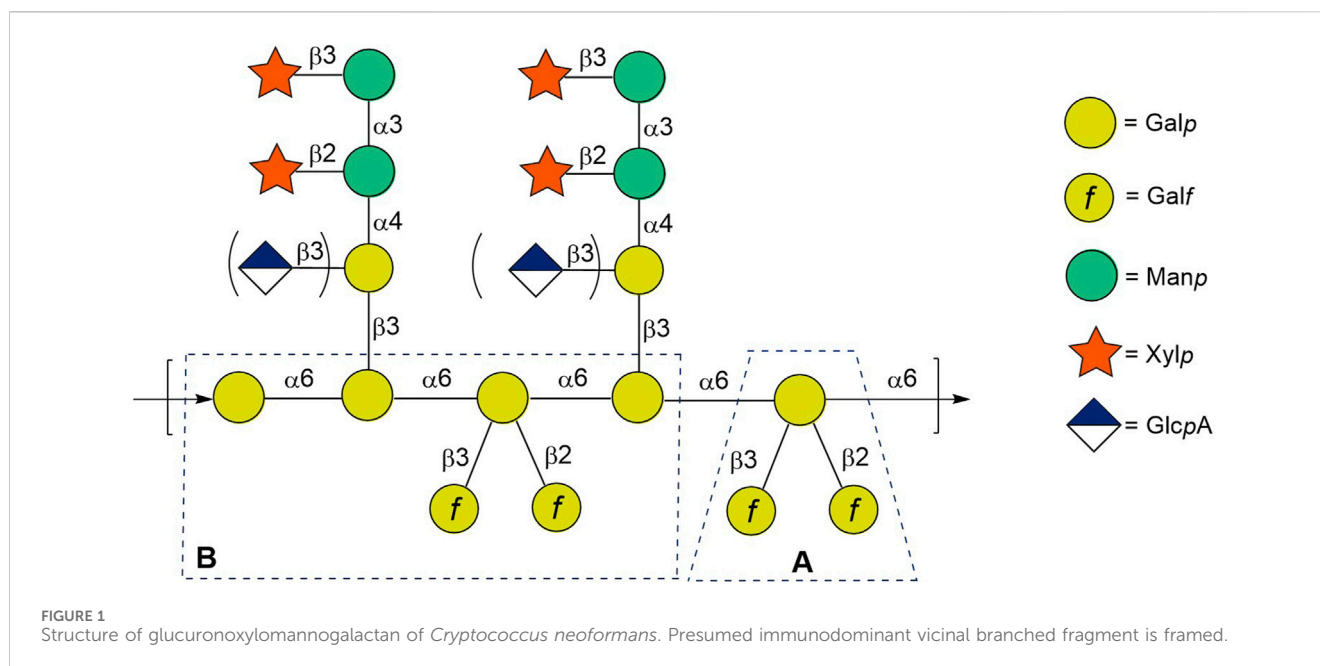 β3 β3
α3 α3
β2 β2
α4 α4
(β3) (β3)
β3 β3
α6 α6 α6 α6 α6
β3 β2 β3 β2
f f f f
B A
= Galp
f = Galf
= Manp
= Xylp
= GlcpA
FIGURE 1
Structure of glucuronoxylomannogalactan of Cryptococcus neoformans. Presumed immunodominant vicinal branched fragment is framed.